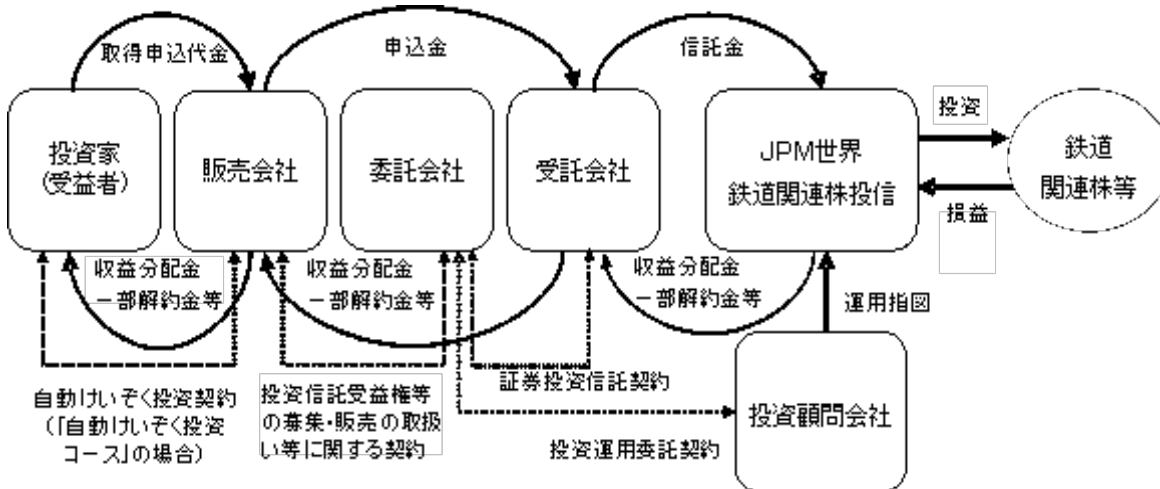 取得申込代金
申込金
信託金
投資家
(受益者)
販売会社
委託会社
受託会社
JPM世界
鉄道関連株投信
投資
鉄道
関連株等
損益
収益分配金
一部解約金等
収益分配金
一部解約金等
収益分配金
一部解約金等
運用指図
自動けいぞく投資契約
(「自動けいぞく投資
コース」の場合)
投資信託受益権等
の募集・販売の取扱
い等に関する契約
証券投資信託契約
投資運用委託契約
投資顧問会社